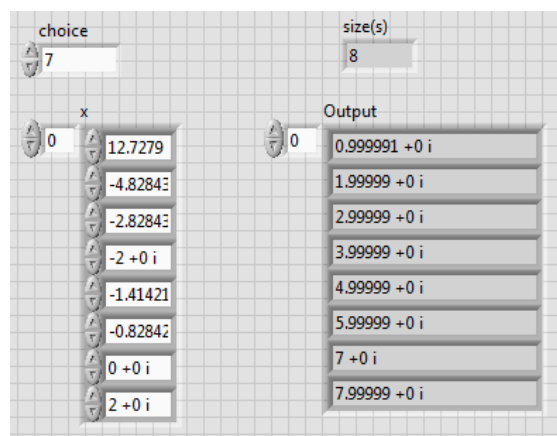 choice
size(s)
7
8
x
Output
0
12.7279
0
0.999991 +0 i
-4.82843
1.99999 +0 i
-2.82843
2.99999 +0 i
-2 +0 i
3.99999 +0 i
-1.41421
4.99999 +0 i
-0.82842
5.99999 +0 i
0 +0 i
7 +0 i
2 +0 i
7.99999 +0 i